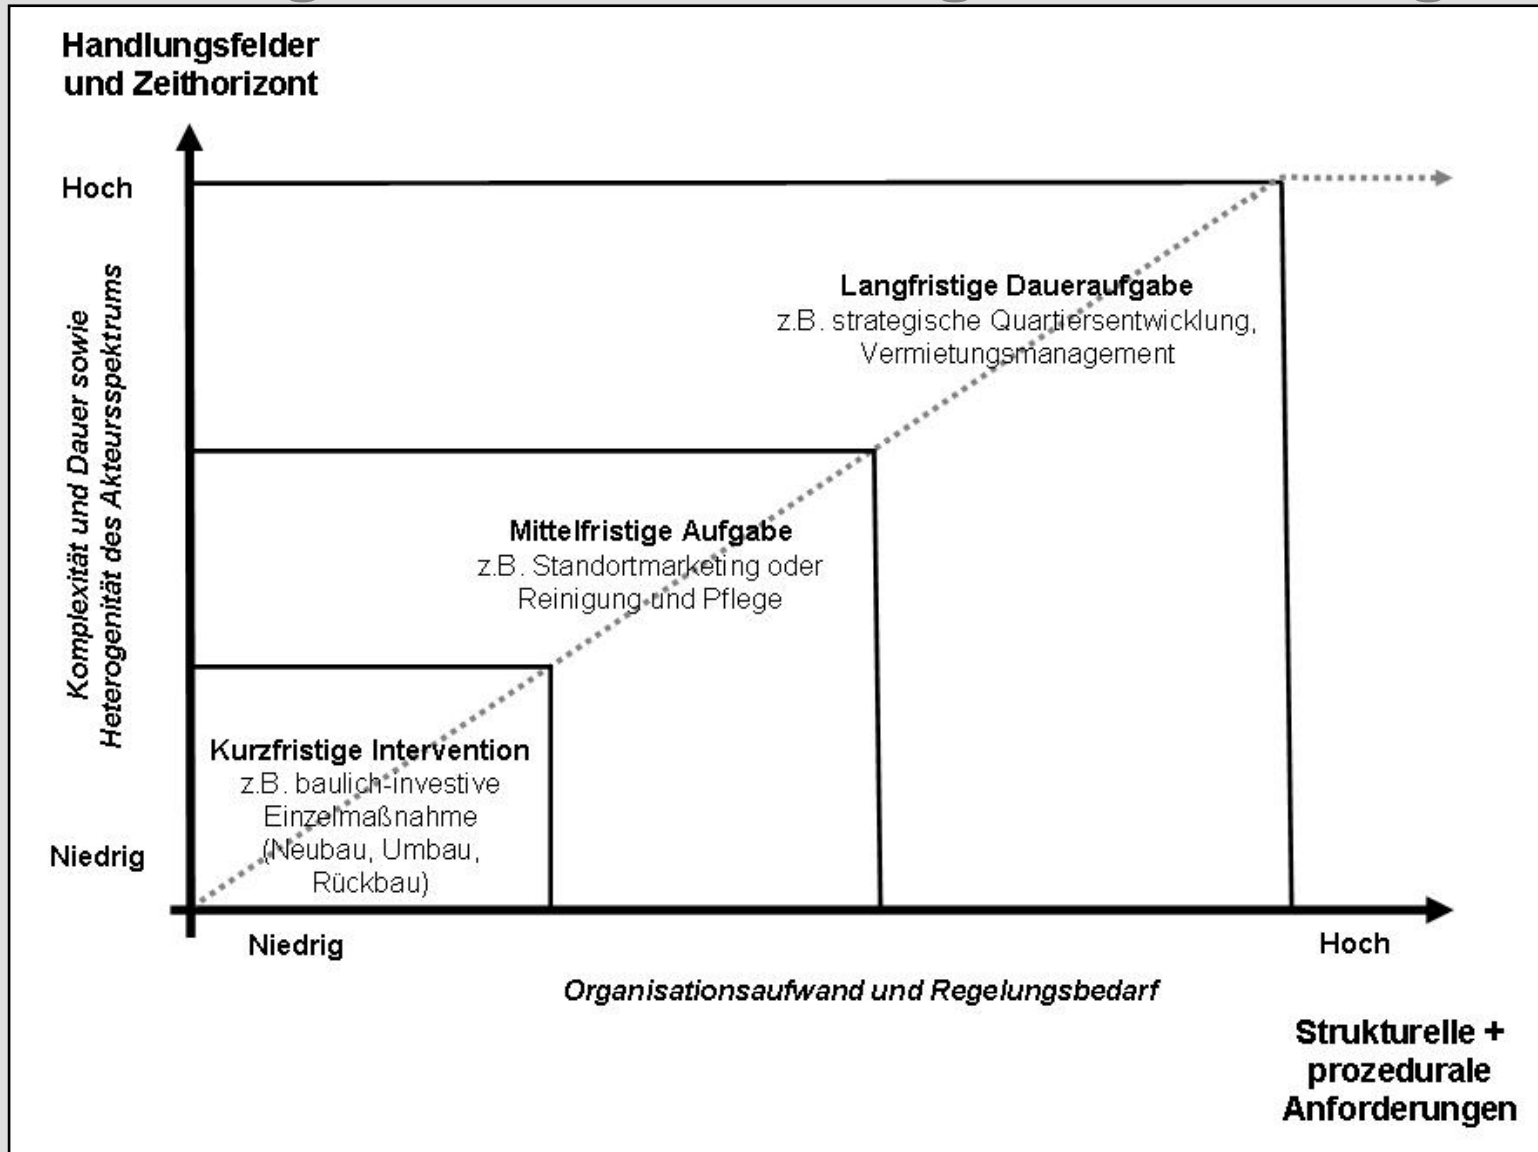 Handlungsfelder
und Zeithorizont
Hoch
Komplexität und Dauer sowie
Heterogenität des Akteursspektrums
Langfristige Daueraufgabe
z.B. strategische Quartiersentwicklung,
Vermietungsmanagement
Mittelfristige Aufgabe
z.B. Standortmarketing oder
Reinigung und Pflege
Kurzfristige Intervention
z.B. baulich-investive
Einzelmaßnahme
(Neubau, Umbau,
Rückbau)
Niedrig
Niedrig
Hoch
Organisationsaufwand und Regelungsbedarf
Strukturelle +
prozedurale
Anforderungen